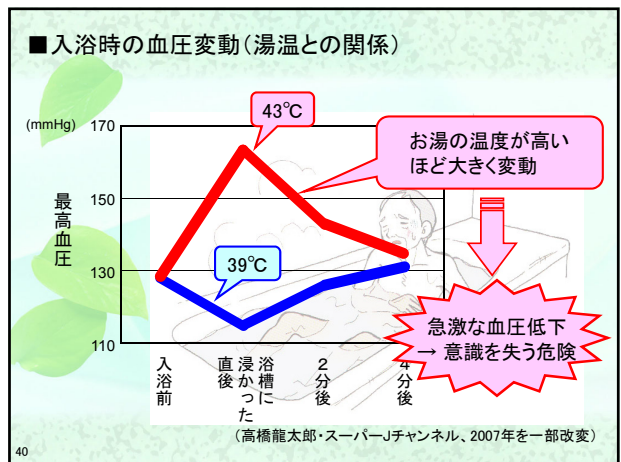 ■入浴時の血圧変動（湯温との関係）
43℃
(mmHg)
170
お湯の温度が高い
ほど大きく変動
150
最高血圧
39℃
130
急激な血圧低下
→ 意識を失う危険
110
入浴前
浴槽に
浸かった
直後
２分後
４分後
（高橋龍太郎・スーパーJチャンネル、2007年を一部改変）
40